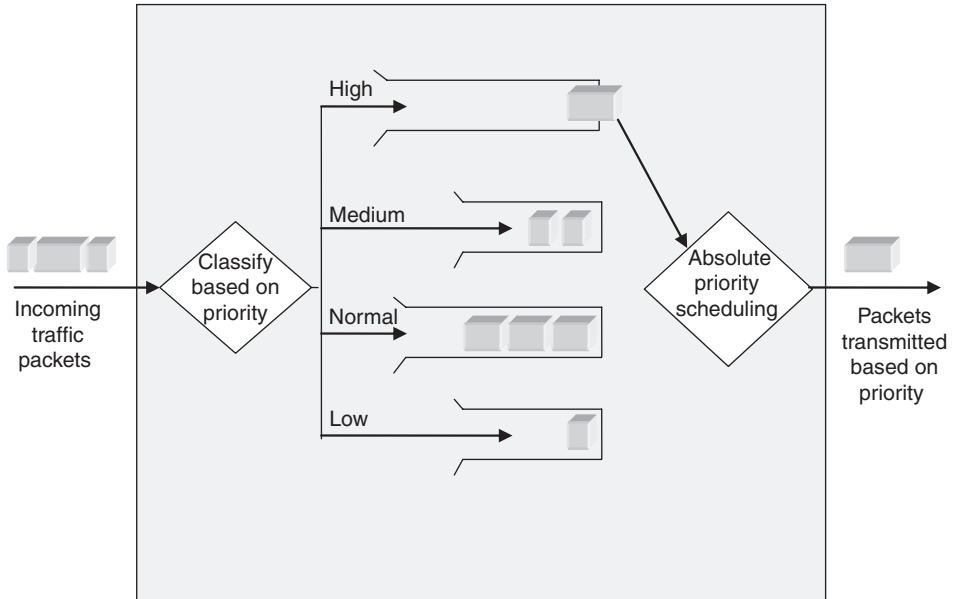 High
Medium
Normal
Low
Incoming
traffic
packets
Classify
based on
priority
Absolute
priority
scheduling
Packets
transmitted
based on
priority